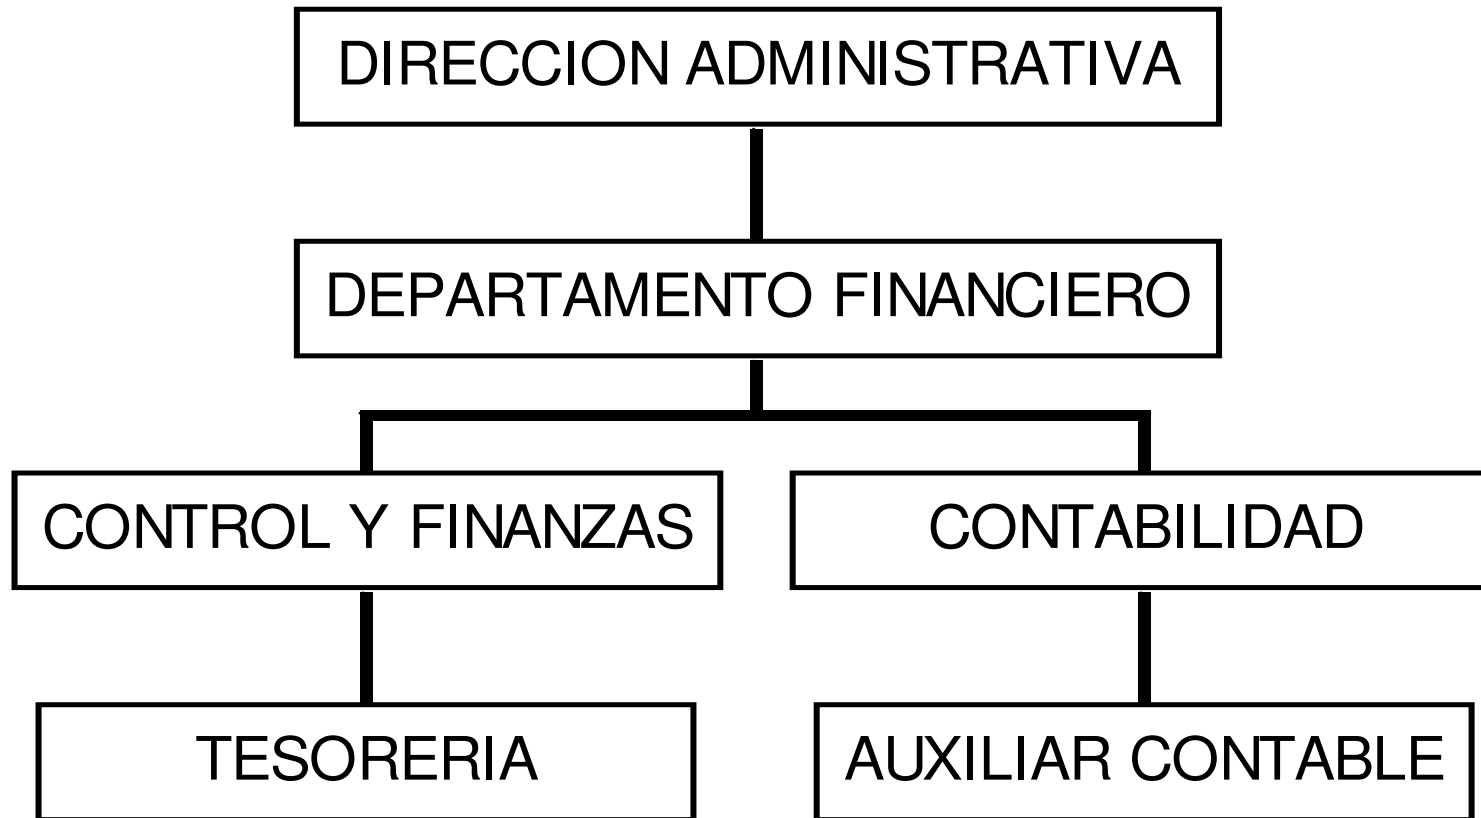 DIRECCION ADMINISTRATIVA
DEPARTAMENTO FINANCIERO
CONTROL Y FINANZAS
CONTABILIDAD
TESORERIA
AUXILIAR CONTABLE